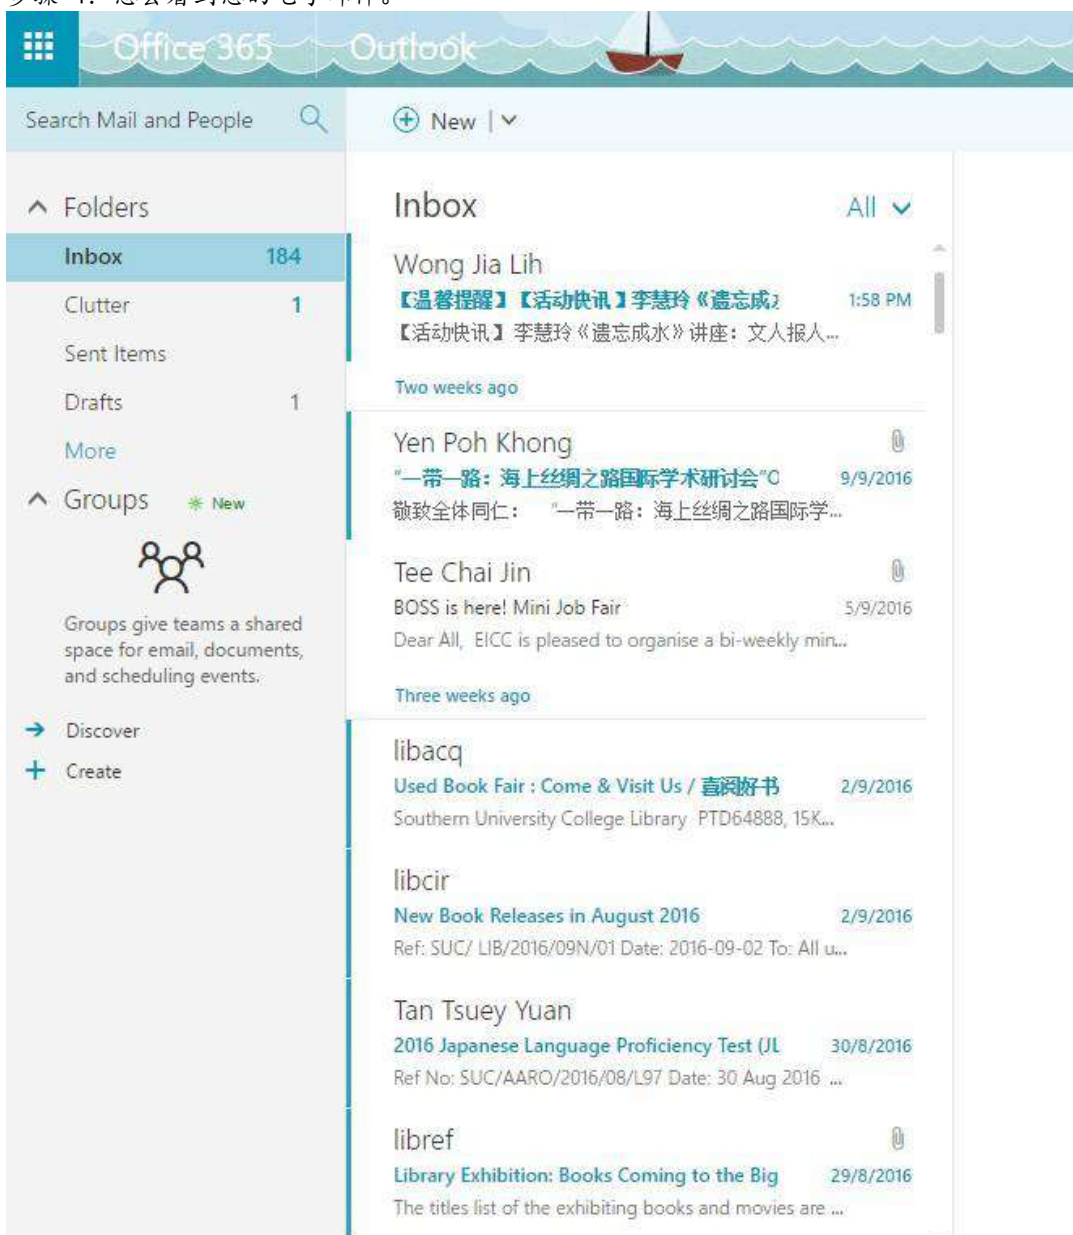 Office 365 Outlook
Search Mail and People
New
Folders
Inbox 184
Clutter 1
Sent Items
Drafts 1
More
Groups New
Groups give teams a shared
space for email, documents,
and scheduling events.
Discover
Create
Inbox All
Wong Jia Lih
【温馨提醒】【活动快讯】李慧玲《遗忘成 1:58 PM
【活动快讯】李慧玲《遗忘成水》讲座：文人报人...
Two weeks ago
Yen Poh Khong
"一带一路：海上丝绸之路国际学术研讨会"C 9/9/2016
敬致全体同仁： "一带一路：海上丝绸之路国际学...
Tee Chai Jin
BOSS is here! Mini Job Fair 5/9/2016
Dear All, EICC is pleased to organise a bi-weekly min...
Three weeks ago
libacq
Used Book Fair : Come & Visit Us / 喜阅好书 2/9/2016
Southern University College Library PTD64888, 15K...
libcir
New Book Releases in August 2016 2/9/2016
Ref: SUC/ LIB/2016/09N/01 Date: 2016-09-02 To: All u...
Tan Tsuey Yuan
2016 Japanese Language Proficiency Test (JL 30/8/2016
Ref No: SUC/AARO/2016/08/L97 Date: 30 Aug 2016 ...
libref
Library Exhibition: Books Coming to the Big 29/8/2016
The titles list of the exhibiting books and movies are ...